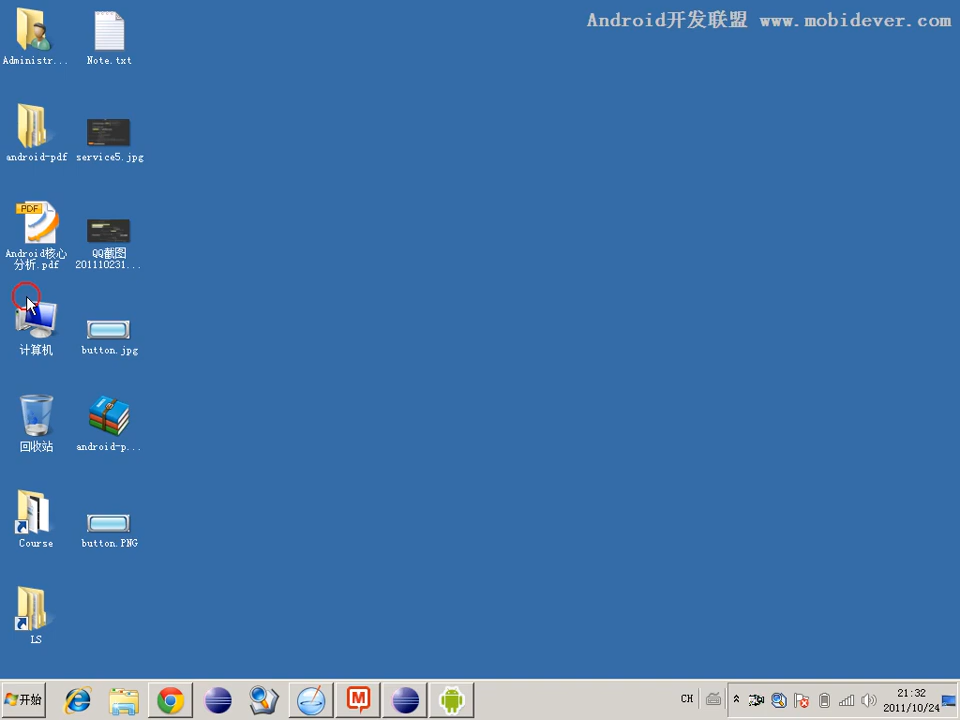 Android开发联盟 www.mobidever.com
Administr...
Note.txt
android-pdf
service5.jpg
PDF
Android核心
分析.pdf
QQ截图
201110231...
计算机
button.jpg
回收站
android-p...
Course
button.PNG
LS
开始
CH
21:32
2011/10/24